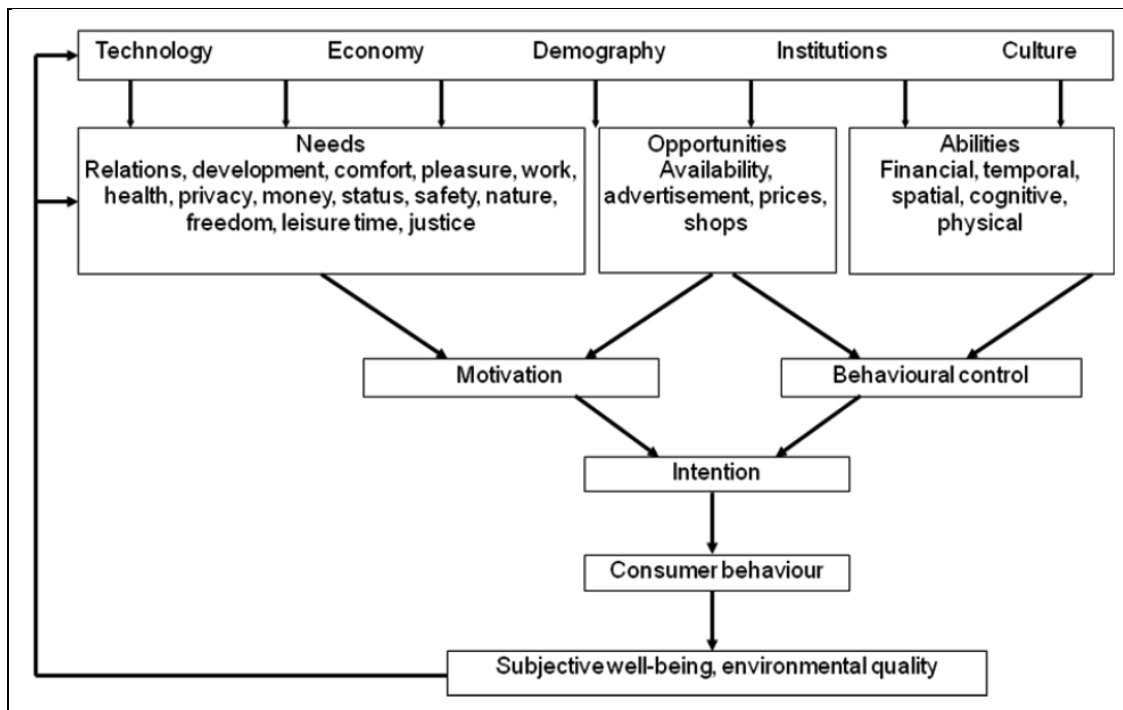 Technology Economy Demography Institutions Culture
Needs
Relations, development, comfort, pleasure, work,
health, privacy, money, status, safety, nature,
freedom, leisure time, justice
Opportunities
Availability,
advertisement, prices,
shops
Abilities
Financial, temporal,
spatial, cognitive,
physical
Motivation
Behavioural control
Intention
Consumer behaviour
Subjective well-being, environmental quality